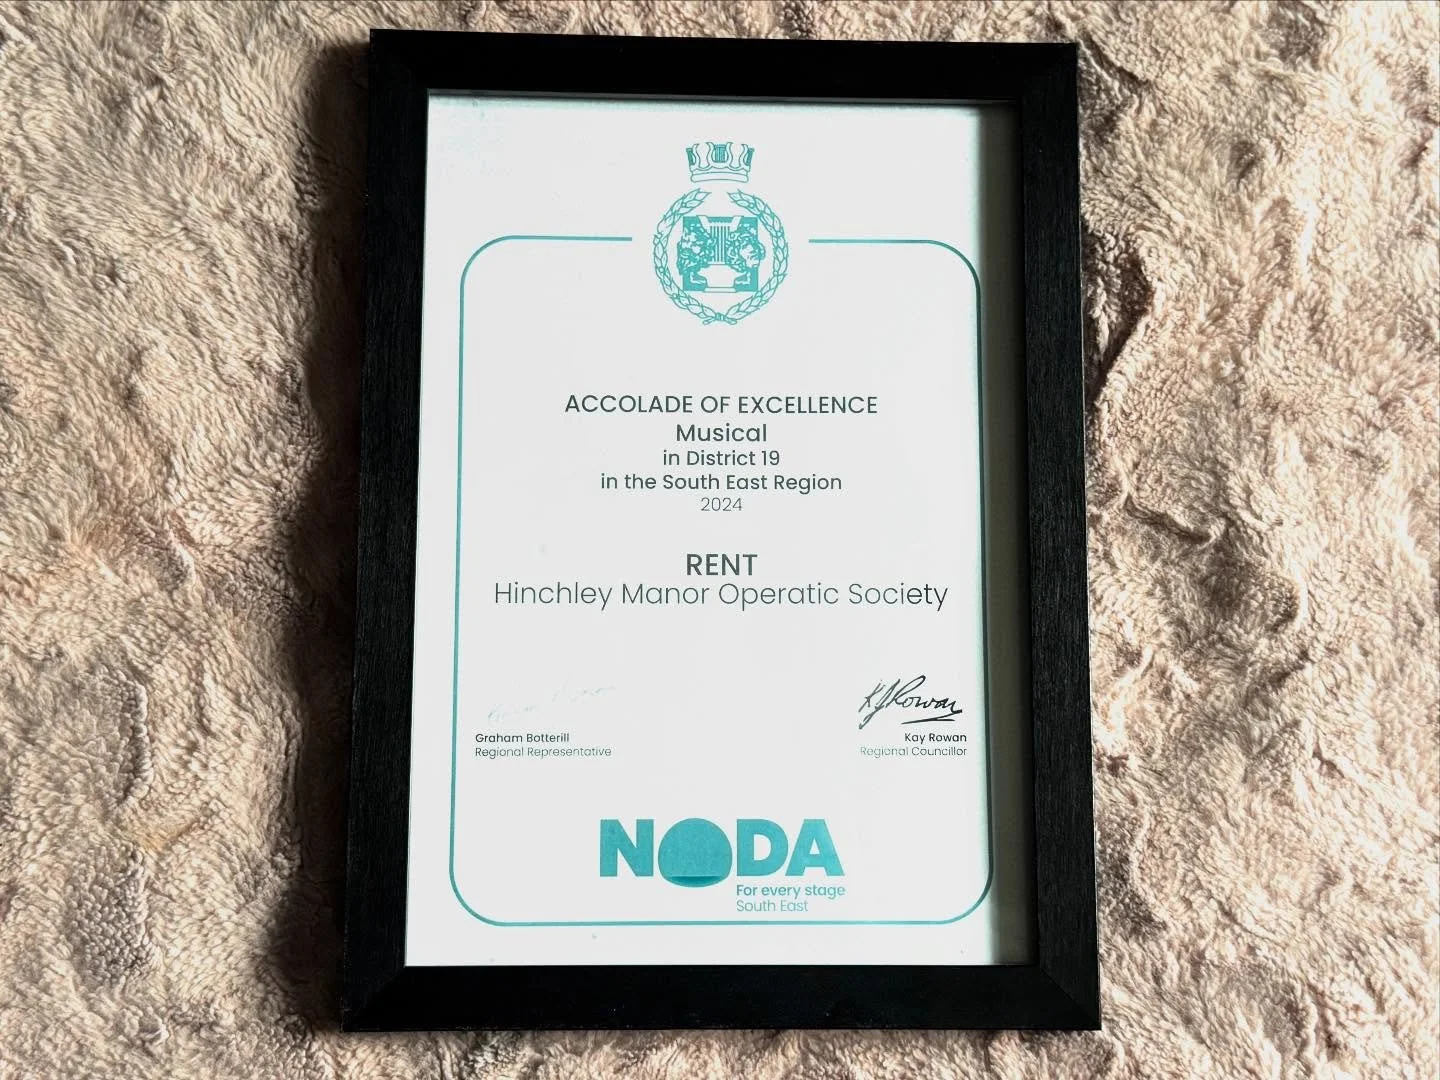 ACCOLADE OF EXCELLENCE
Musical
in District 19
in the South East Region
2024
RENT
Hinchley Manor Operatic Society
KJRowan
Graham Botterill
Regional Representative
Kay Rowan
Regional Councillor
NODA
For every stage
South East